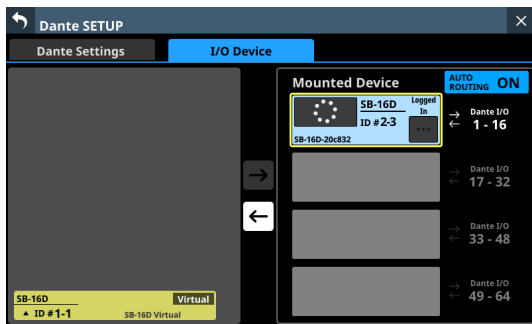 Dante SETUP
Dante Settings
I/O Device
Mounted Device
AUTO ROUTING ON
SB-16D
Logged In
ID # 2-3
SB-16D-20c832
Dante I/O
1 - 16
Dante I/O
17 - 32
Dante I/O
33 - 48
Dante I/O
49 - 64
SB-16D
Virtual
ID # 1-1
SB-16D Virtual